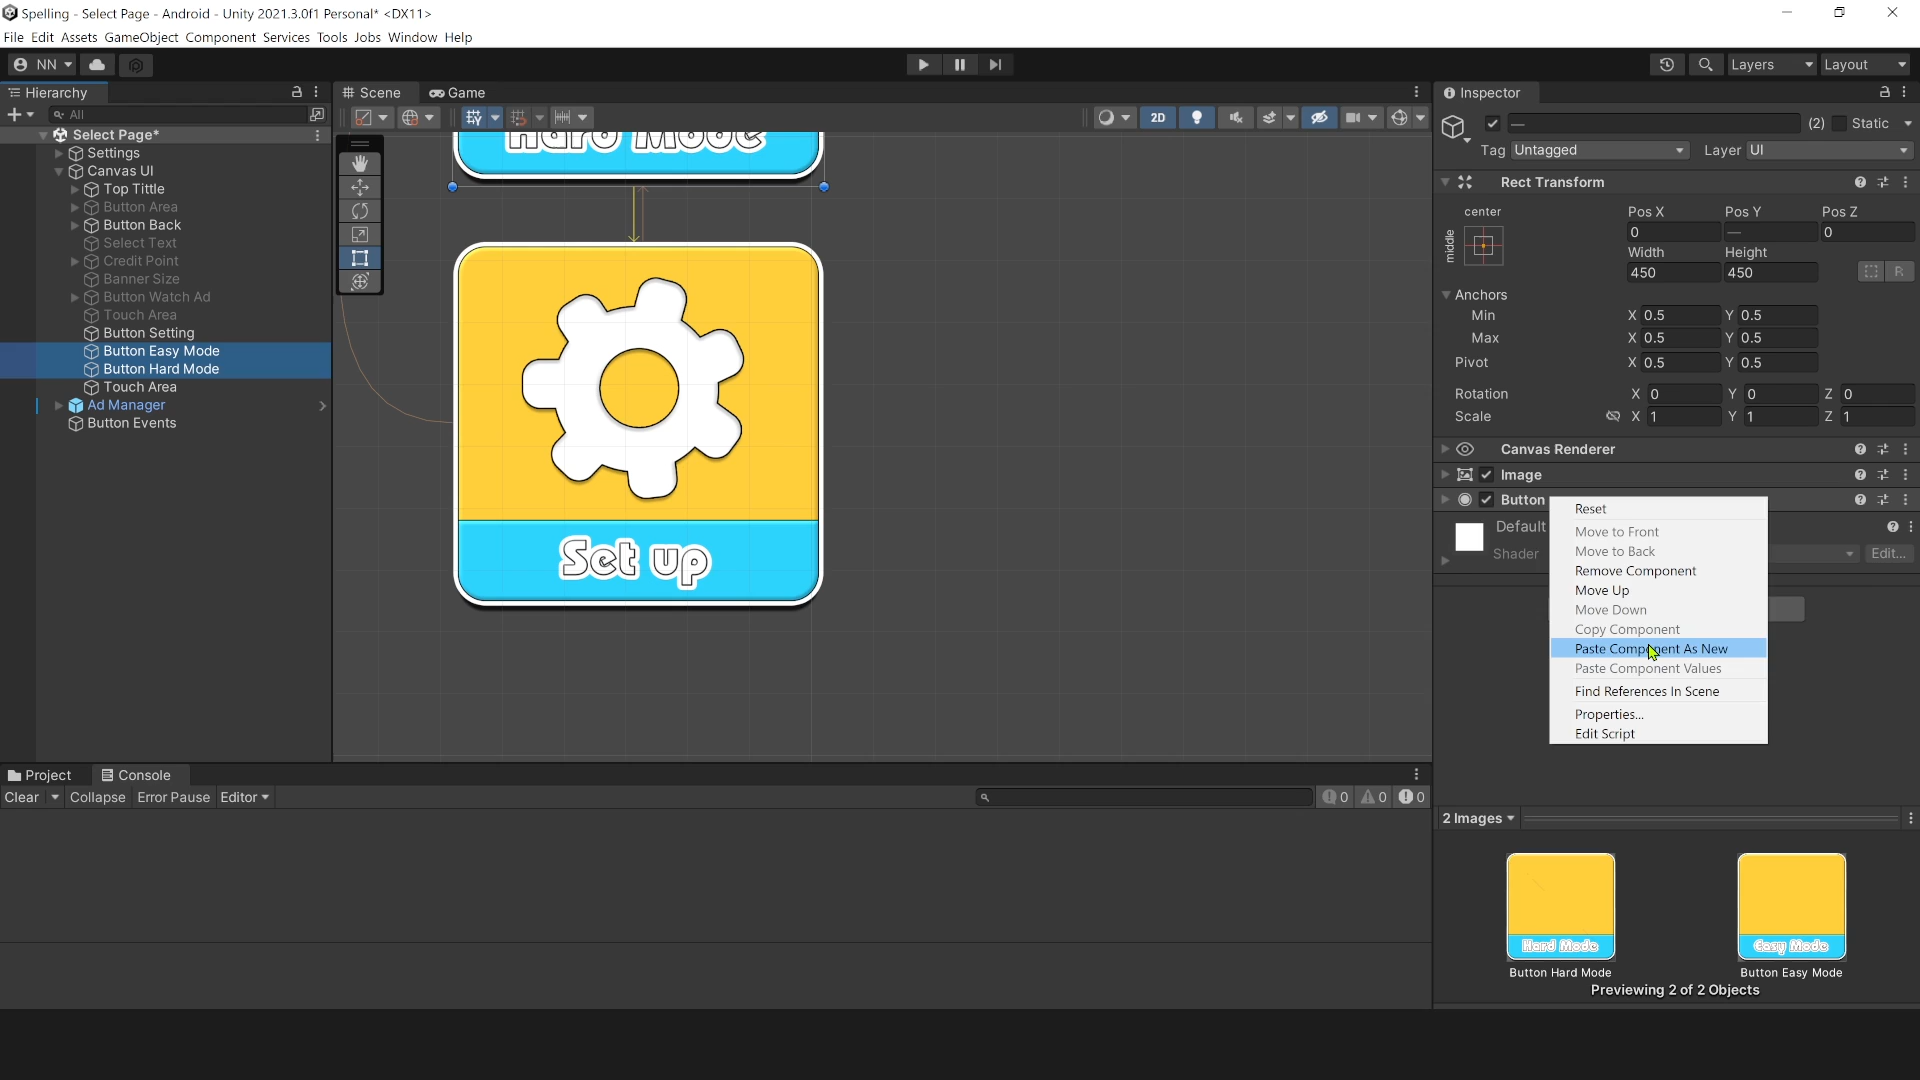 Spelling - Select Page - Android - Unity 2021.3.0f1 Personal* <DX11>
File Edit Assets GameObject Component Services Tools Jobs Window Help
NN
Layers
Layout
Hierarchy
All
Select Page*
Settings
Canvas UI
Top Tittle
Button Area
Button Back
Select Text
Credit Point
Banner Size
Button Watch Ad
Touch Area
Button Setting
Button Easy Mode
Button Hard Mode
Touch Area
Ad Manager
Button Events
Scene
Game
2D
Hard Mode
Set up
Inspector
—
(2)
Static
Tag Untagged
Layer UI
Rect Transform
center
middle
Pos X Pos Y Pos Z
0 — 0
Width Height
450 450
R
Anchors
Min X 0.5 Y 0.5
Max X 0.5 Y 0.5
Pivot X 0.5 Y 0.5
Rotation X 0 Y 0 Z 0
Scale X 1 Y 1 Z 1
Canvas Renderer
Image
Button
Default
Shader
Edit...
Reset
Move to Front
Move to Back
Remove Component
Move Up
Move Down
Copy Component
Paste Component As New
Paste Component Values
Find References In Scene
Properties...
Edit Script
Project
Console
Clear Collapse Error Pause Editor
0 0 0
2 Images
Hard Mode
Easy Mode
Button Hard Mode
Button Easy Mode
Previewing 2 of 2 Objects